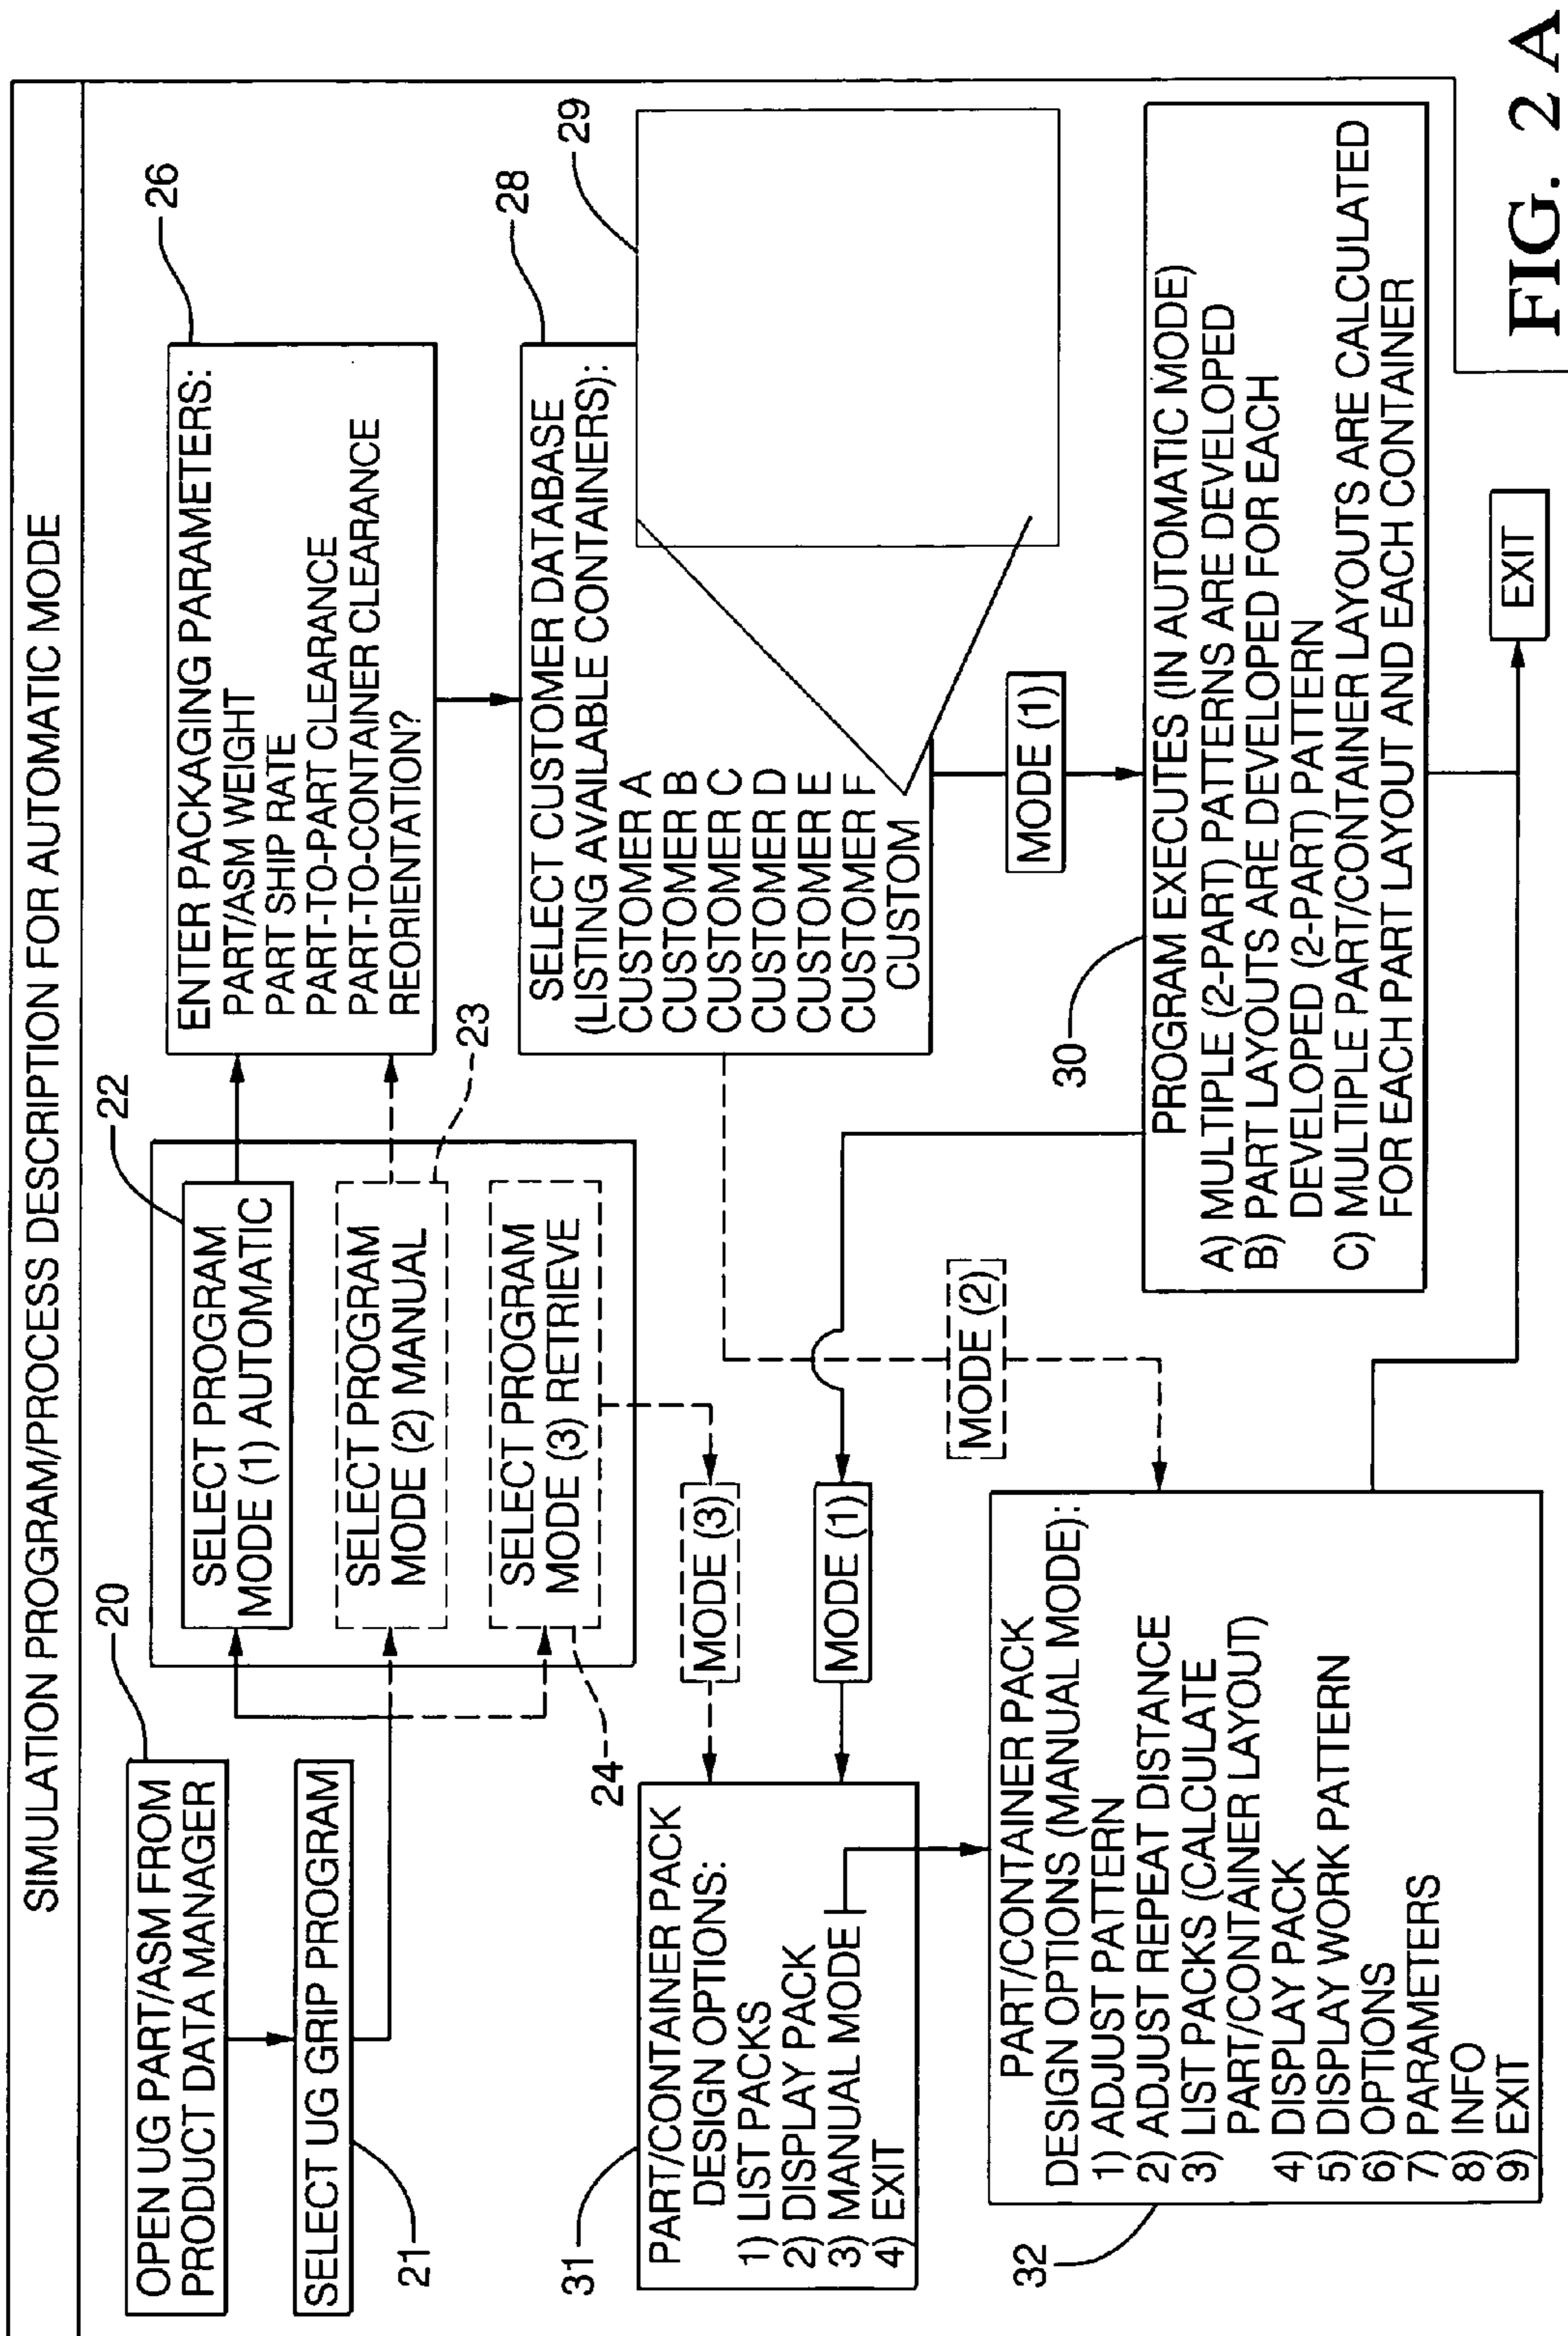 SIMULATION PROGRAM/PROCESS DESCRIPTION FOR AUTOMATIC MODE
20
OPEN UG PART/ASM FROM
PRODUCT DATA MANAGER
SELECT UG GRIP PROGRAM
21
22
SELECT PROGRAM
MODE (1) AUTOMATIC
SELECT PROGRAM
MODE (2) MANUAL
23
SELECT PROGRAM
MODE (3) RETRIEVE
24
26
ENTER PACKAGING PARAMETERS:
PART/ASM WEIGHT
PART SHIP RATE
PART-TO-PART CLEARANCE
PART-TO-CONTAINER CLEARANCE
REORIENTATION?
28
SELECT CUSTOMER DATABASE
(LISTING AVAILABLE CONTAINERS):
CUSTOMER A
CUSTOMER B
CUSTOMER C
CUSTOMER D
CUSTOMER E
CUSTOMER F
CUSTOM
29
MODE (3)
MODE (1)
MODE (2)
MODE (1)
31
PART/CONTAINER PACK
DESIGN OPTIONS:
1) LIST PACKS
2) DISPLAY PACK
3) MANUAL MODE
4) EXIT
30
PROGRAM EXECUTES (IN AUTOMATIC MODE)
A) MULTIPLE (2-PART) PATTERNS ARE DEVELOPED
B) PART LAYOUTS ARE DEVELOPED FOR EACH
DEVELOPED (2-PART) PATTERN
C) MULTIPLE PART/CONTAINER LAYOUTS ARE CALCULATED
FOR EACH PART LAYOUT AND EACH CONTAINER
32
PART/CONTAINER PACK
DESIGN OPTIONS (MANUAL MODE):
1) ADJUST PATTERN
2) ADJUST REPEAT DISTANCE
3) LIST PACKS (CALCULATE
PART/CONTAINER LAYOUT)
4) DISPLAY PACK
5) DISPLAY WORK PATTERN
6) OPTIONS
7) PARAMETERS
8) INFO
9) EXIT
EXIT
FIG. 2A